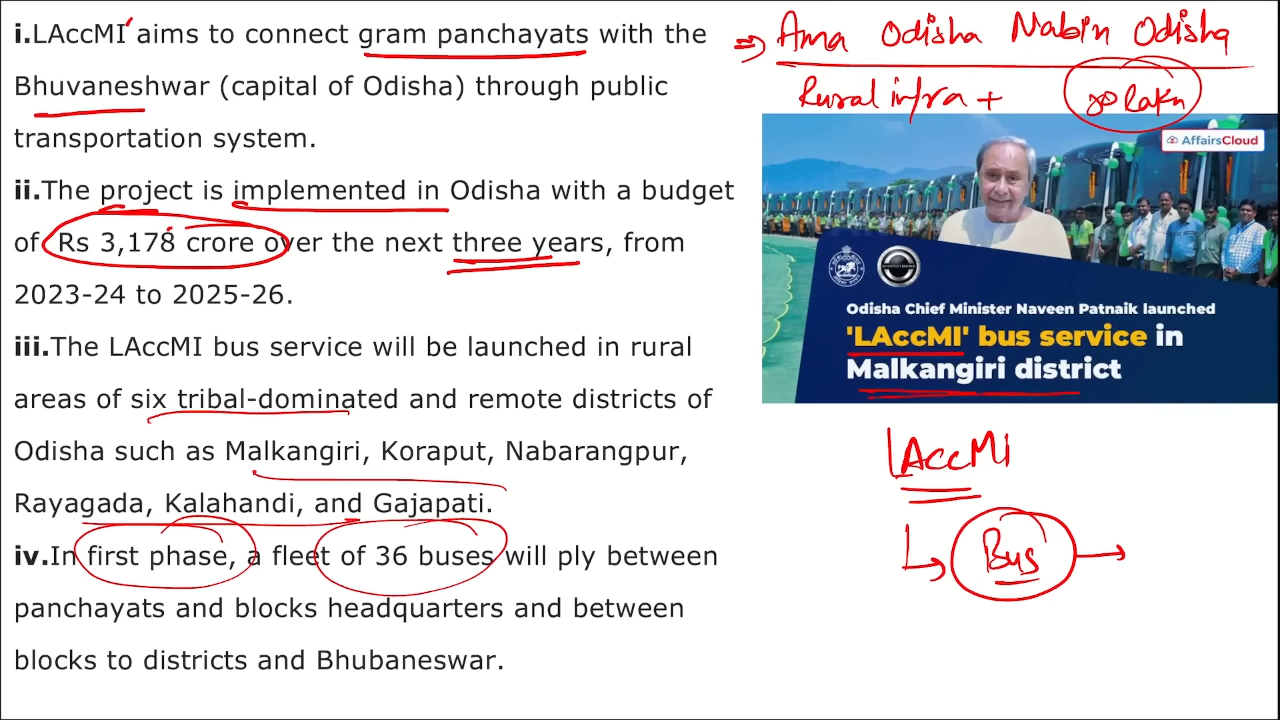 i.LAccMI aims to connect gram panchayats with the
Bhuvaneshwar (capital of Odisha) through public
transportation system.
ii.The project is implemented in Odisha with a budget
of Rs 3,178 crore over the next three years, from
2023-24 to 2025-26.
iii.The LAccMI bus service will be launched in rural
areas of six tribal-dominated and remote districts of
Odisha such as Malkangiri, Koraput, Nabarangpur,
Rayagada, Kalahandi, and Gajapati.
iv.In first phase, a fleet of 36 buses will ply between
panchayats and blocks headquarters and between
blocks to districts and Bhubaneswar.
⇒ Ama Odisha Nabin Odisha
Rural infra +
AffairsCloud
Odisha Chief Minister Naveen Patnaik launched
'LAccMI' bus service in
Malkangiri district
LAccMI
Bus